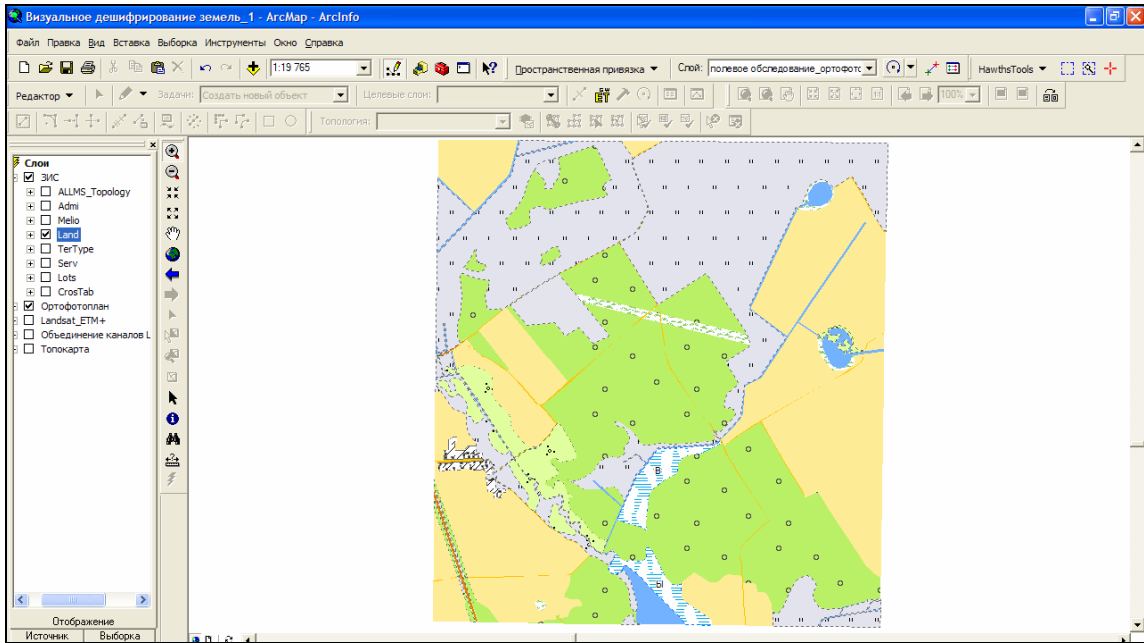 Визуальное дешифрирование земель_1 - ArcMap - ArcInfo
Файл Правка Вид Вставка Выборка Инструменты Окно Справка
1:19 765 Пространственная привязка Слой: полевое обследование_ортофотс HawthsTools
Редактор Задачи: Создать новый объект Целевые слои: 100%
Топология:
Слои
ЗИС
ALLMS_Topology
Admi
Melio
Land
TerType
Serv
Lots
CrosTab
Ортофотоплан
Landsat_ETM+
Объединение каналов L
Топокарта
В
Ы
Отображение
Источник Выборка